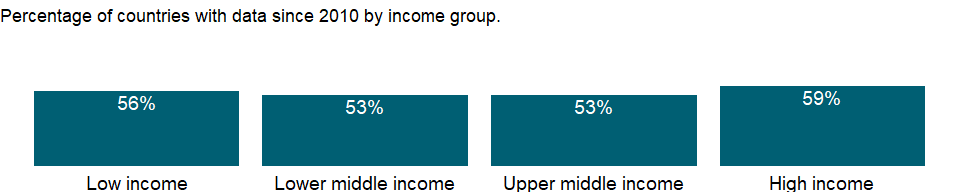 Percentage of countries with data since 2010 by income group.
56%
53%
53%
59%
Low income
Lower middle income
Upper middle income
High income